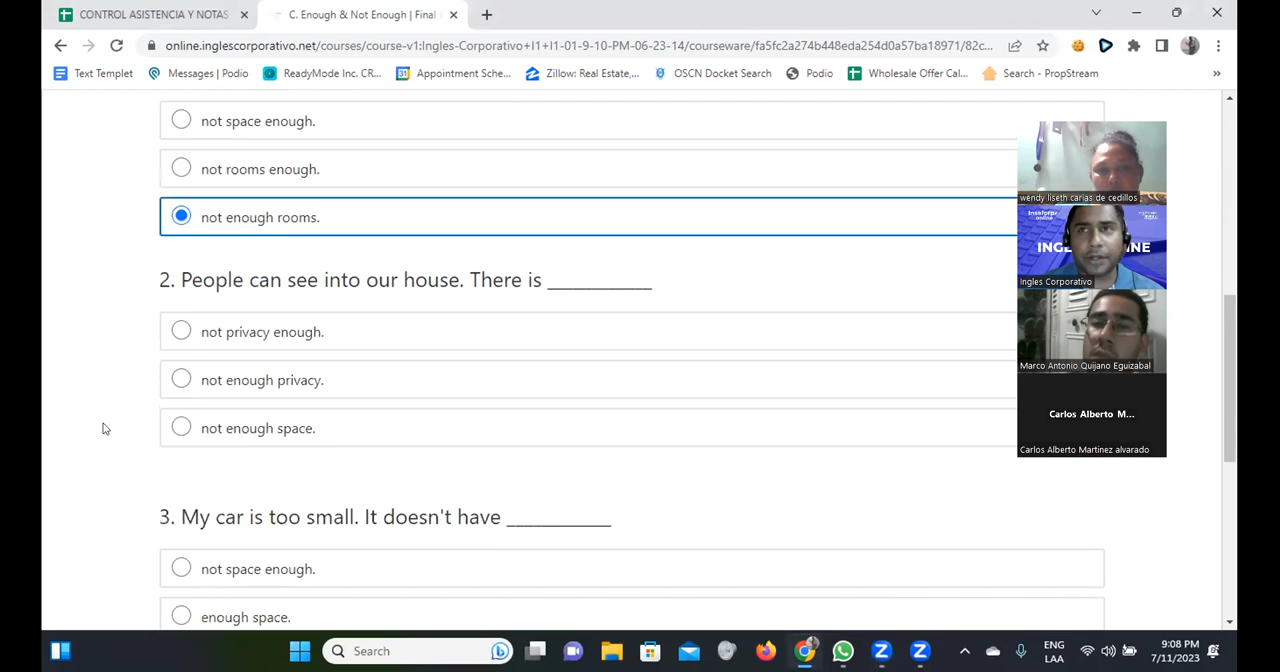 CONTROL ASISTENCIA Y NOTAS
C. Enough & Not Enough | Final
online.inglescorporativo.net/courses/course-v1:Ingles-Corporativo+I1+I1-01-9-10-PM-06-23-14/courseware/fa5fc2a274b448eda254d0a57ba18971/82c...
Text Templet
Messages | Podio
ReadyMode Inc. CR...
Appointment Sche...
Zillow: Real Estate,...
OSCN Docket Search
Podio
Wholesale Offer Cal...
Search - PropStream
not space enough.
not rooms enough.
not enough rooms.
2. People can see into our house. There is ____________
not privacy enough.
not enough privacy.
not enough space.
3. My car is too small. It doesn't have ____________
not space enough.
enough space.
wendy liseth carias de cedillos
Ingles Corporativo
Marco Antonio Quijano Eguizabal
Carlos Alberto M...
Carlos Alberto Martinez alvarado
Search
ENG
LAA
9:08 PM
7/11/2023